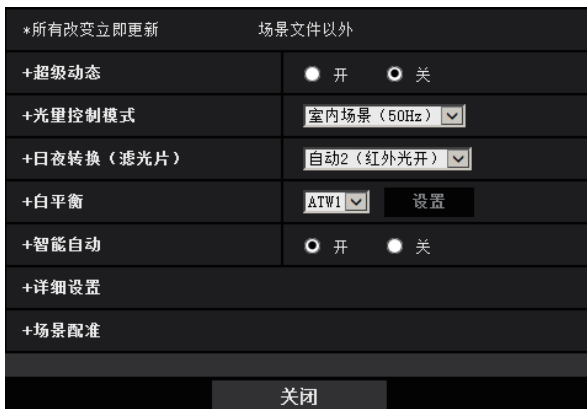 *所有改变立即更新 场景文件以外
+超级动态 开 关
+光量控制模式 室内场景（50Hz）
+日夜转换（滤光片） 自动2（红外光开）
+白平衡 ATW1 设置
+智能自动 开 关
+详细设置
+场景配准
关闭